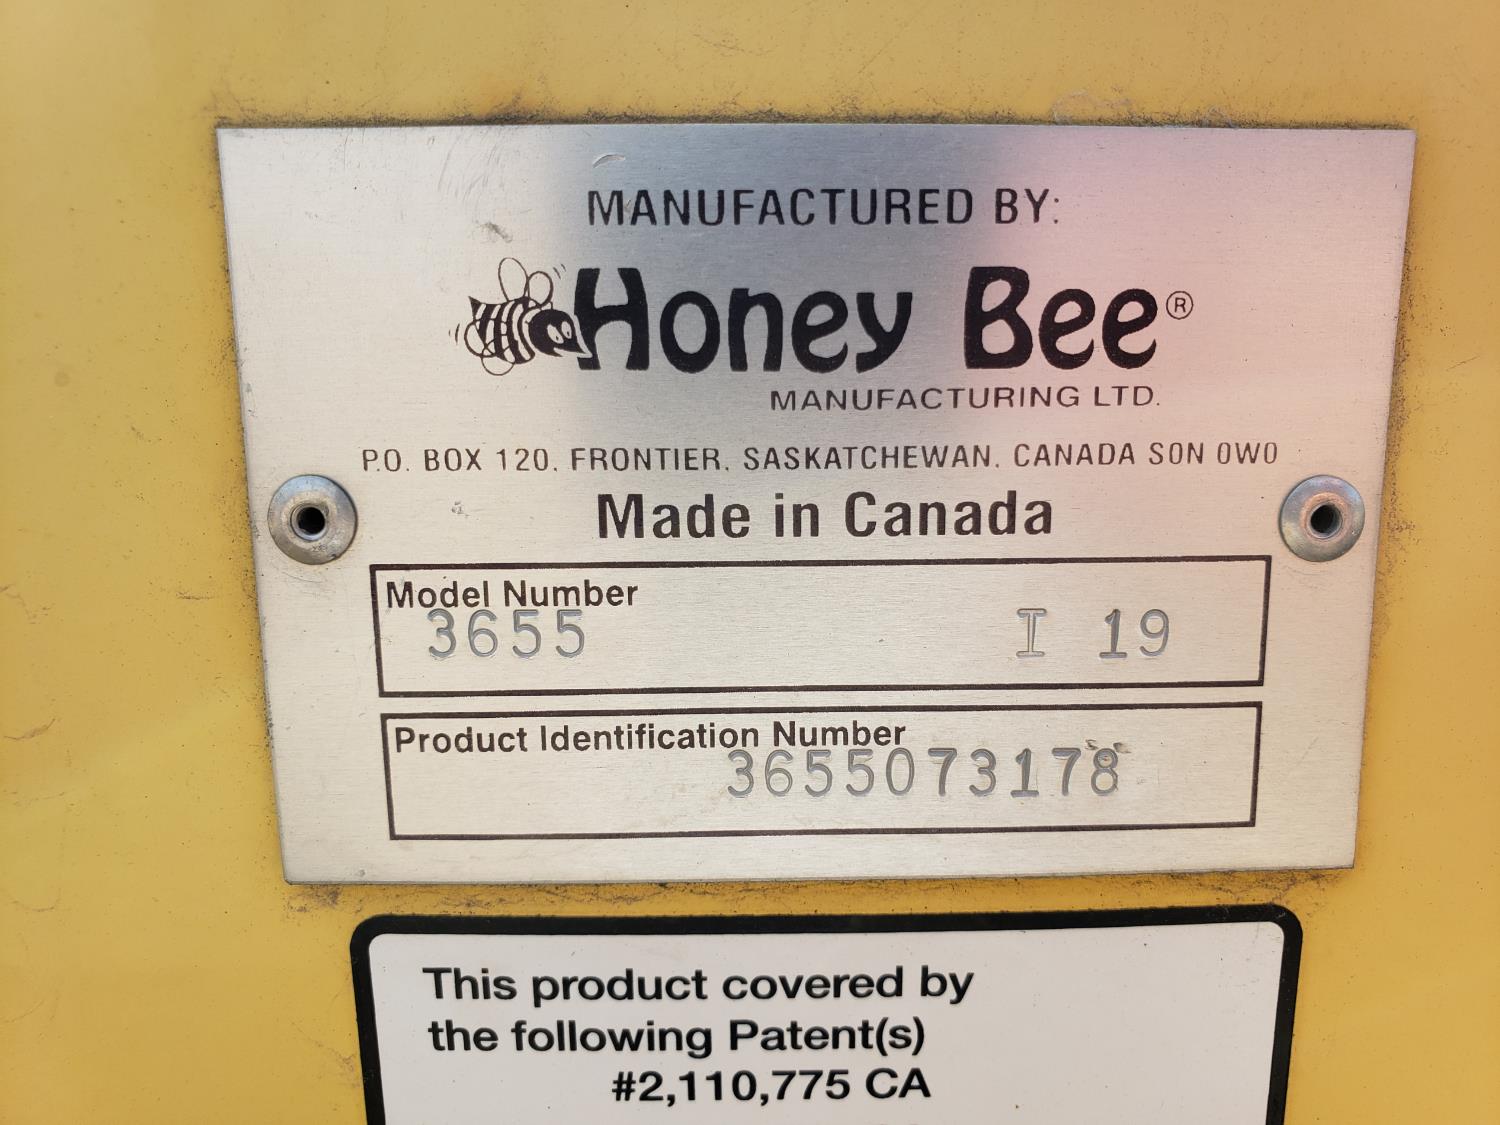 MANUFACTURED BY:
Honey Bee®
MANUFACTURING LTD.
P.O. BOX 120, FRONTIER, SASKATCHEWAN, CANADA S0N 0W0
Made in Canada
Model Number
3655 I 19
Product Identification Number
3655073178
This product covered by
the following Patent(s)
#2,110,775 CA